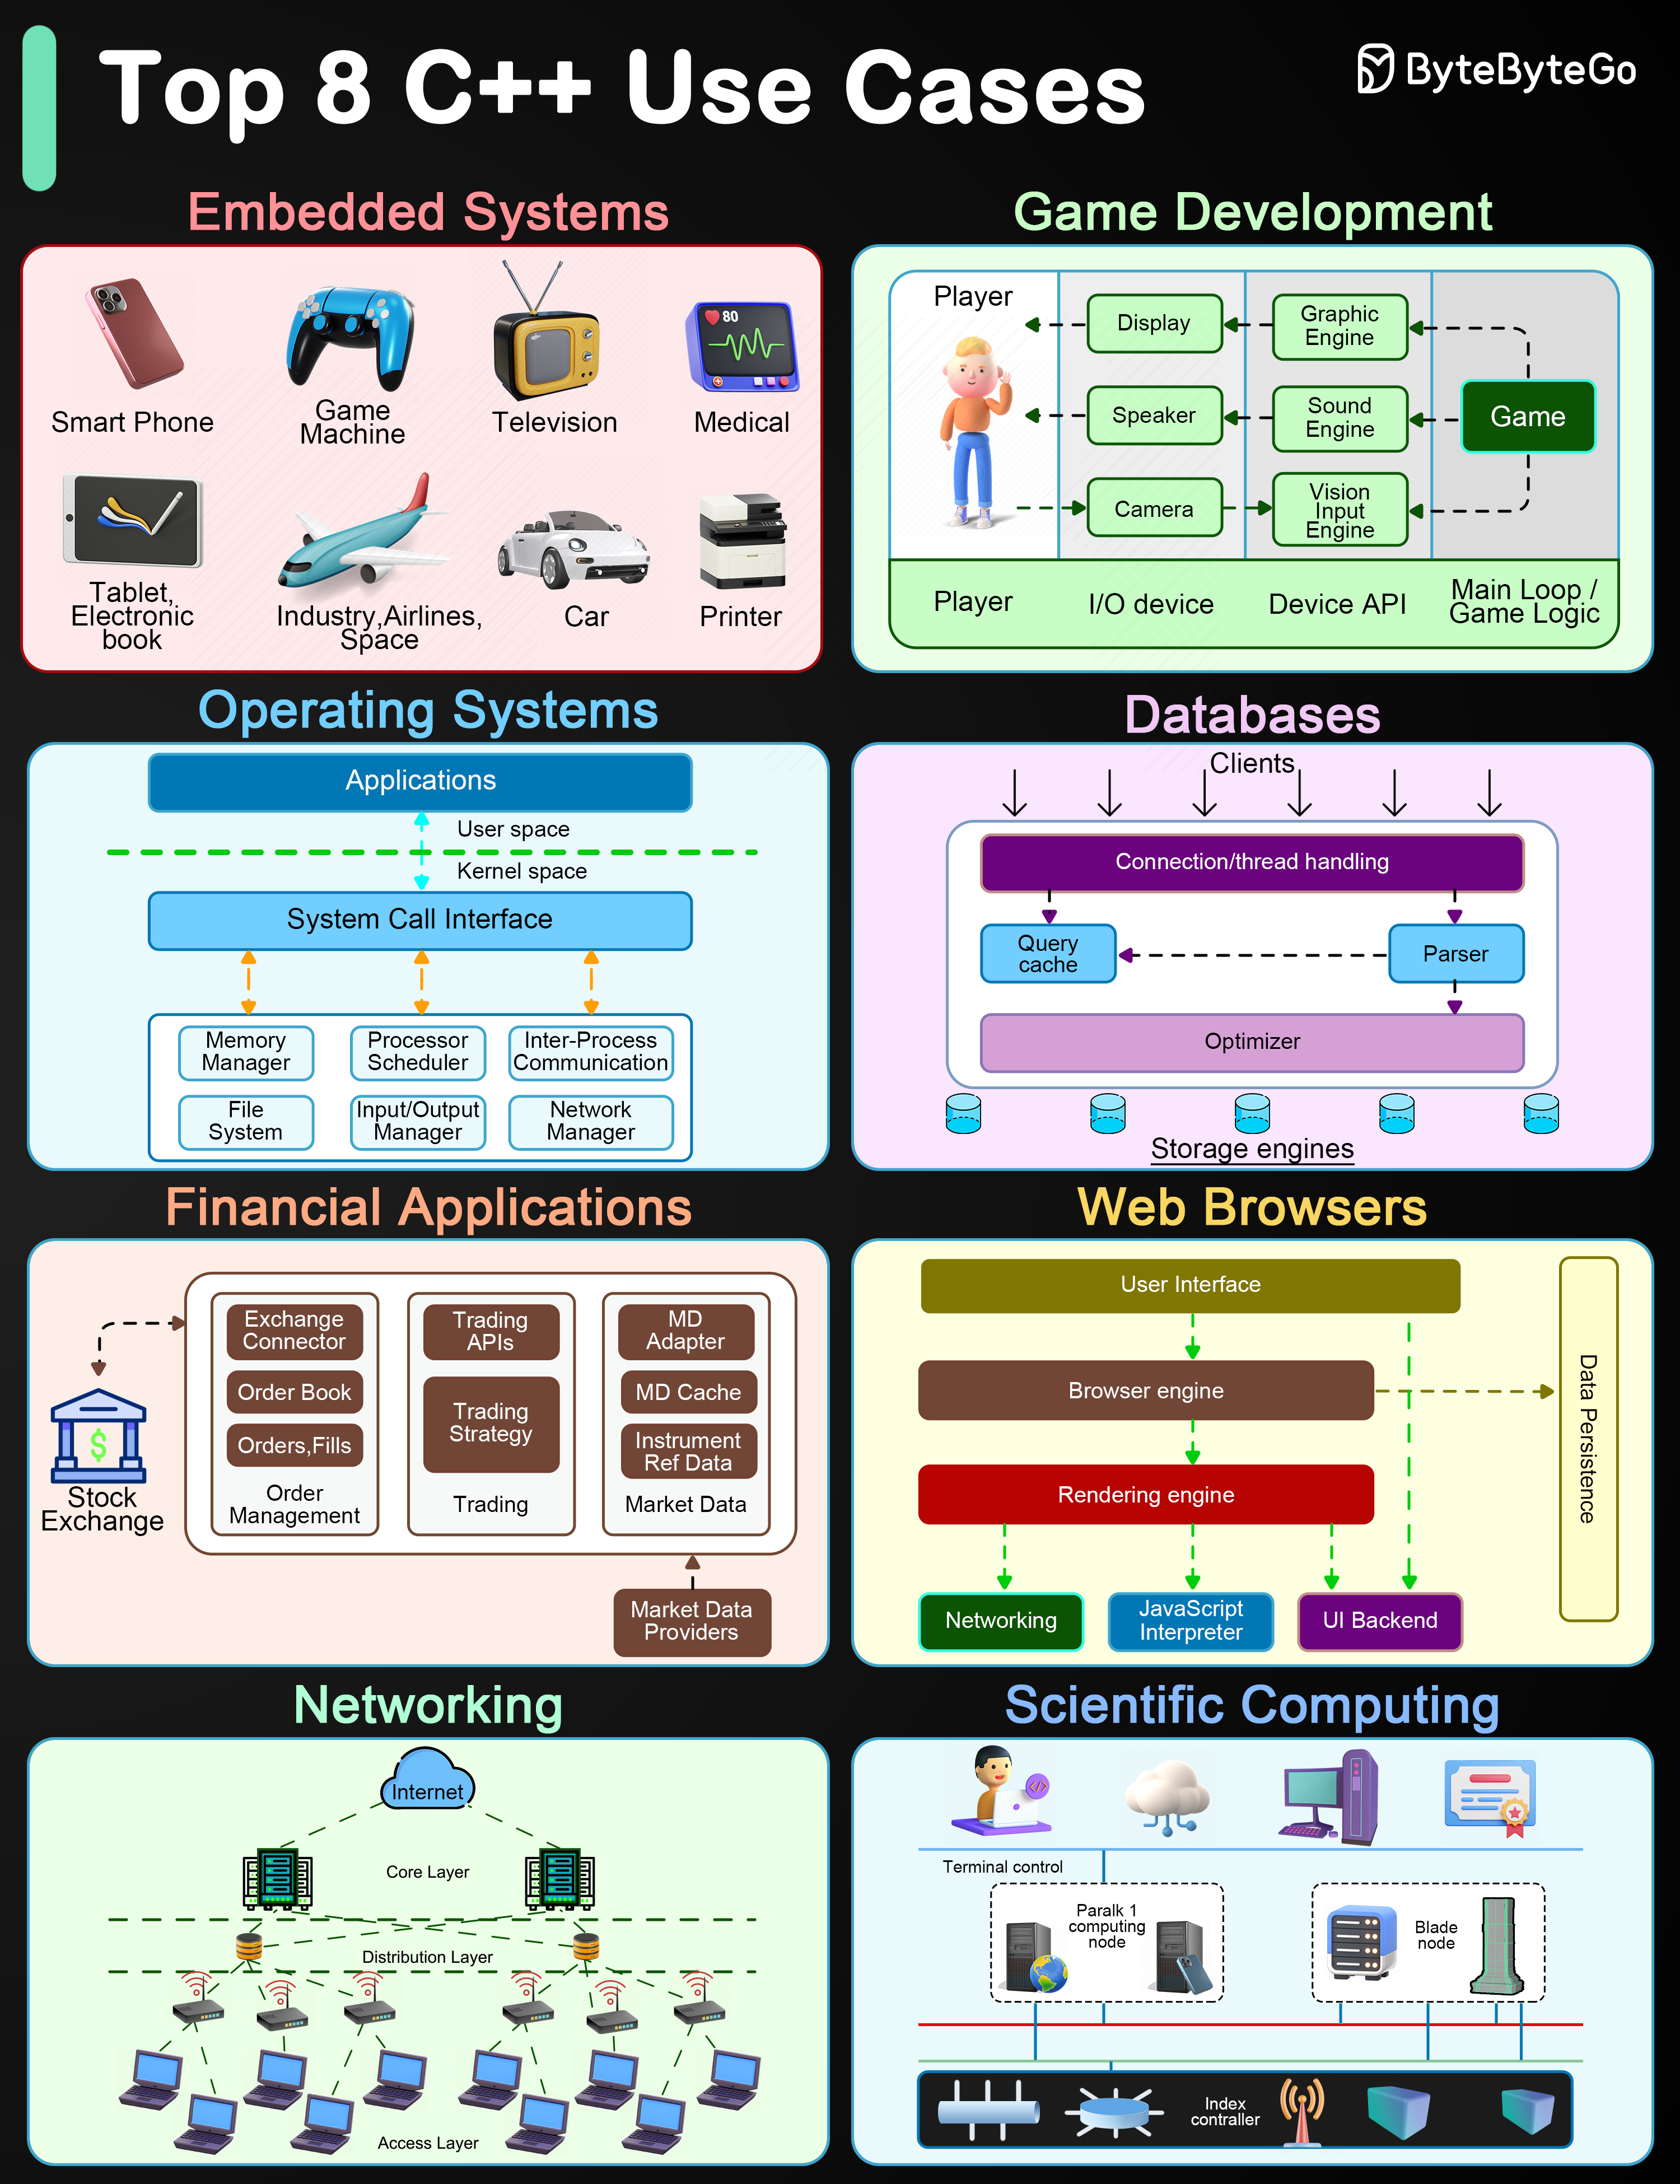 Top 8 C++ Use Cases
ByteByteGo
Embedded Systems
80
Smart Phone
Game
Machine
Television
Medical
Tablet,
Electronic
book
Industry,Airlines,
Space
Car
Printer
Game Development
Player
Display
Graphic
Engine
Speaker
Sound
Engine
Game
Camera
Vision
Input
Engine
Player
I/O device
Device API
Main Loop /
Game Logic
Operating Systems
Applications
User space
Kernel space
System Call Interface
Memory
Manager
Processor
Scheduler
Inter-Process
Communication
File
System
Input/Output
Manager
Network
Manager
Databases
Clients
Connection/thread handling
Query
cache
Parser
Optimizer
Storage engines
Financial Applications
Stock
Exchange
Exchange
Connector
Order Book
Orders,Fills
Order
Management
Trading
APIs
Trading
Strategy
Trading
MD
Adapter
MD Cache
Instrument
Ref Data
Market Data
Market Data
Providers
Web Browsers
User Interface
Browser engine
Rendering engine
Networking
JavaScript
Interpreter
UI Backend
Data Persistence
Networking
Internet
Core Layer
Distribution Layer
Access Layer
Scientific Computing
Terminal control
Paralk 1
computing
node
Blade
node
Index
contraller